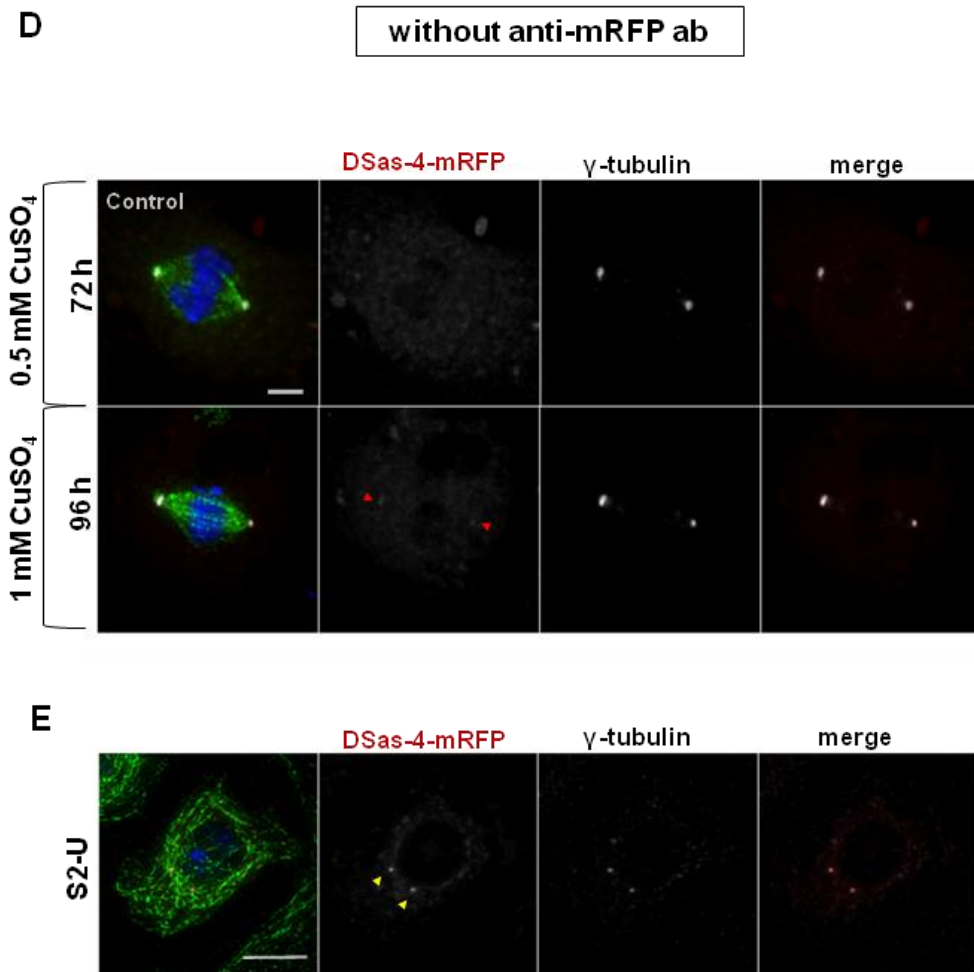 D
without anti-mRFP ab
DSas-4-mRFP
γ-tubulin
merge
0.5 mM CuSO₄
72 h
Control
1 mM CuSO₄
96 h
E
DSas-4-mRFP
γ-tubulin
merge
S2-U